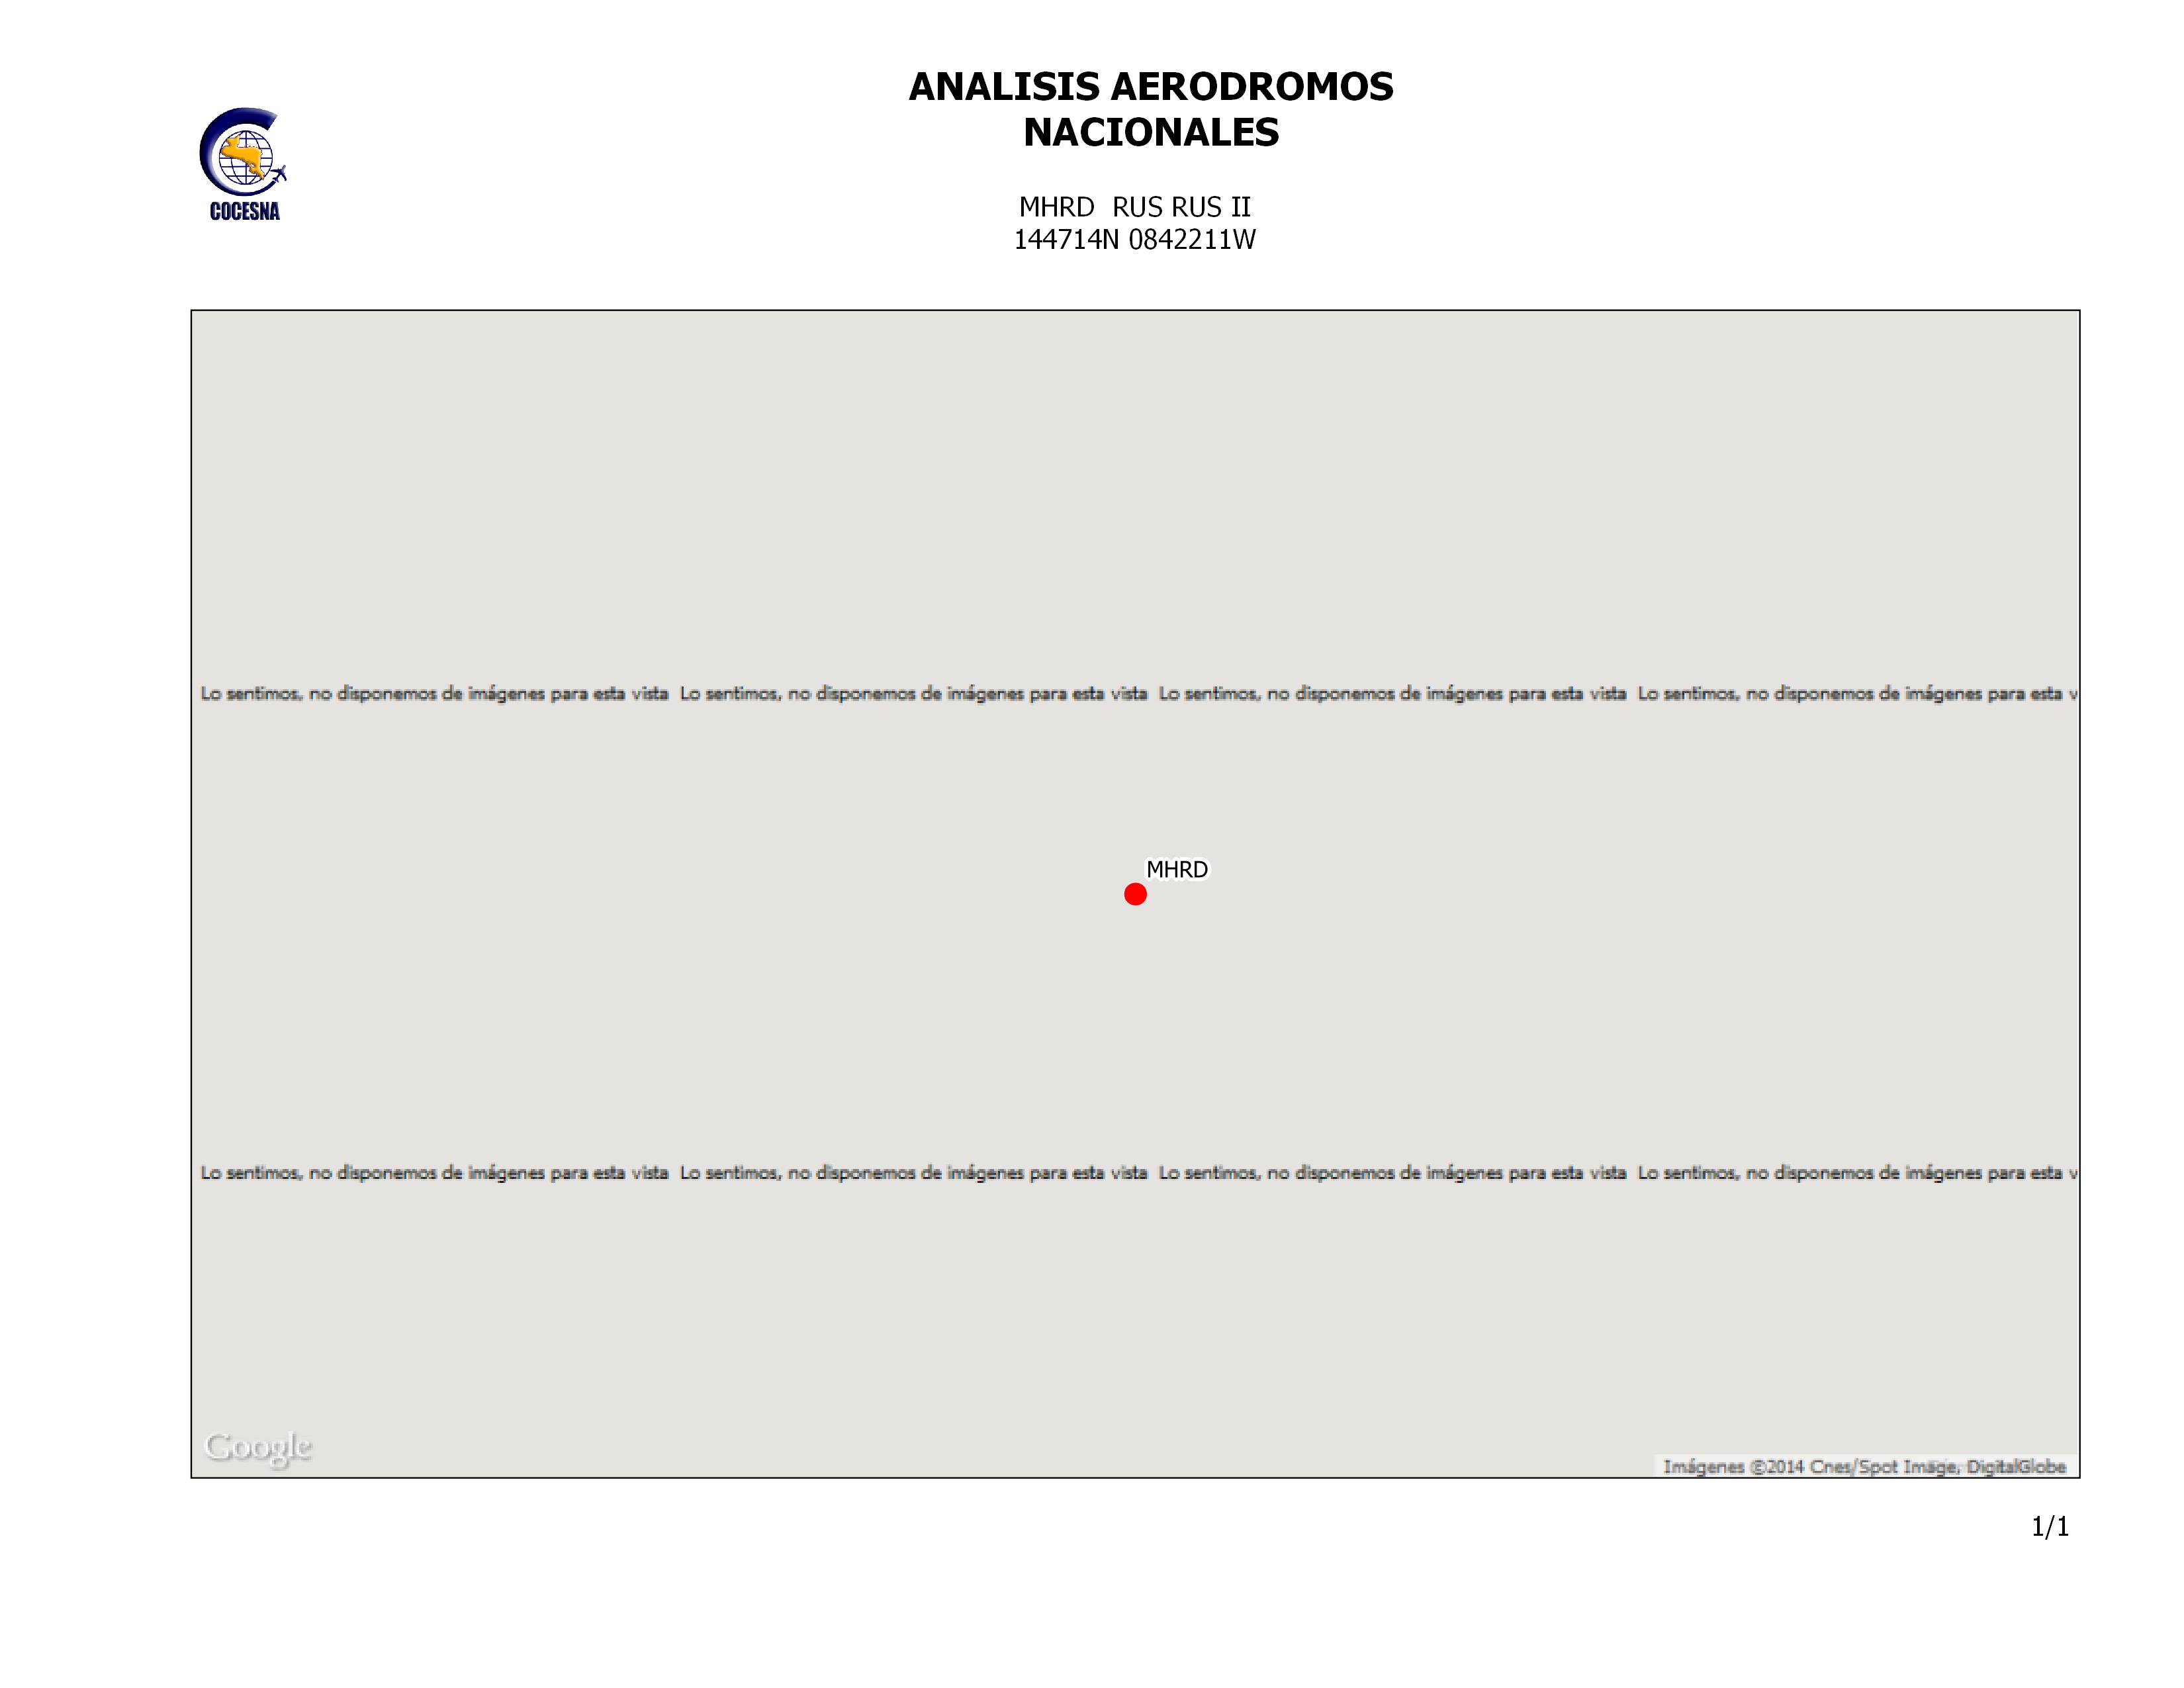 ANALISIS AERODROMOS
NACIONALES
COCESNA
MHRD  RUS RUS II
144714N 0842211W
Lo sentimos, no disponemos de imágenes para esta vista Lo sentimos, no disponemos de imágenes para esta vista Lo sentimos, no disponemos de imágenes para esta vista Lo sentimos, no disponemos de imágenes para esta v
MHRD
Lo sentimos, no disponemos de imágenes para esta vista Lo sentimos, no disponemos de imágenes para esta vista Lo sentimos, no disponemos de imágenes para esta vista Lo sentimos, no disponemos de imágenes para esta v
Google
Imágenes ©2014 Cnes/Spot Image, DigitalGlobe
1/1